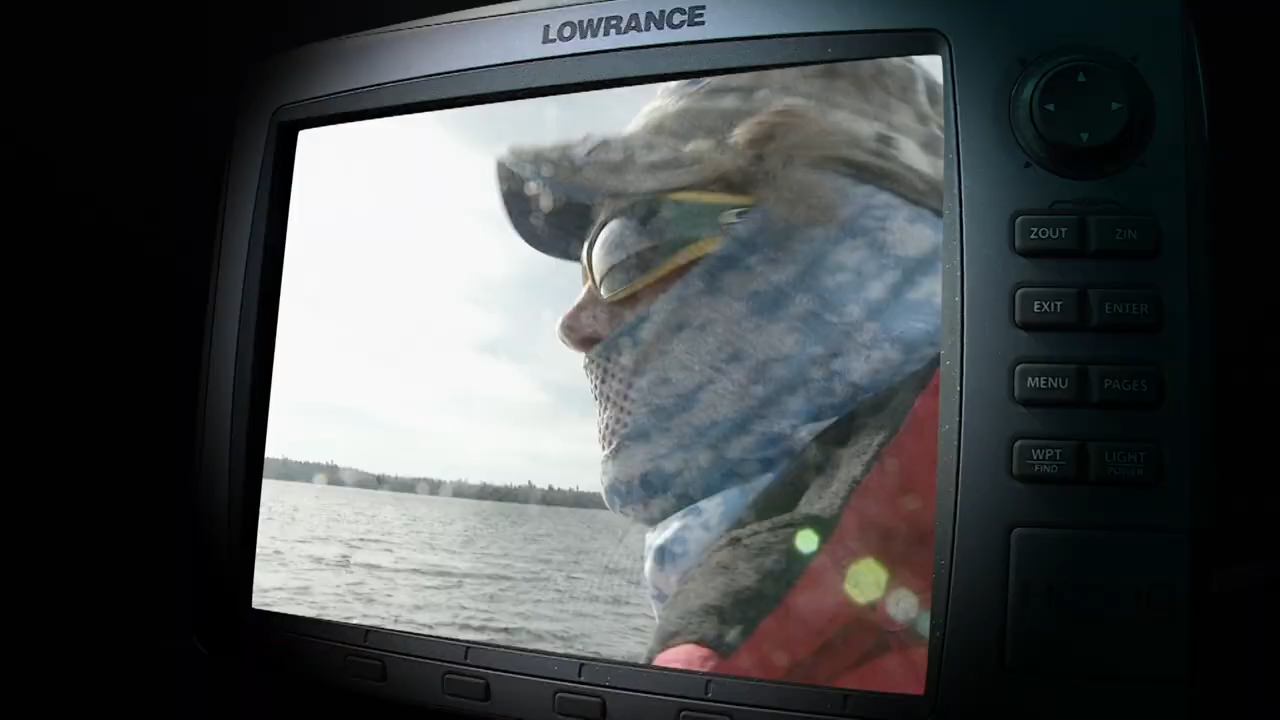 LOWRANCE
ZOUT ZIN
EXIT ENTER
MENU PAGES
WPT LIGHT
FIND POWER